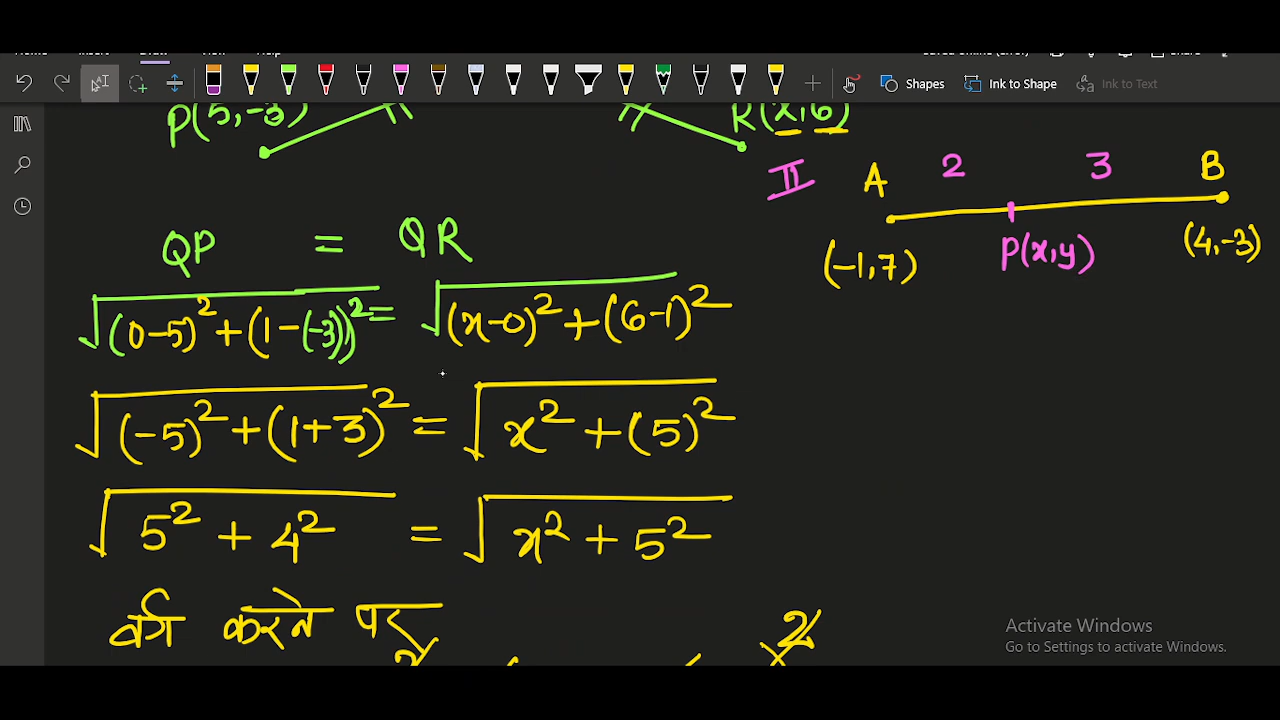 Shapes Ink to Shape Ink to Text
P(5,-3) R(x,6)
II A 2 3 B
(-1,7) P(x,y) (4,-3)
QP = QR
√(0-5)²+(1-(-3))² = √(x-0)²+(6-1)²
√(-5)²+(1+3)² = √x²+(5)²
√5²+4² = √x²+5²
वर्ग करने पर
2
Activate Windows
Go to Settings to activate Windows.